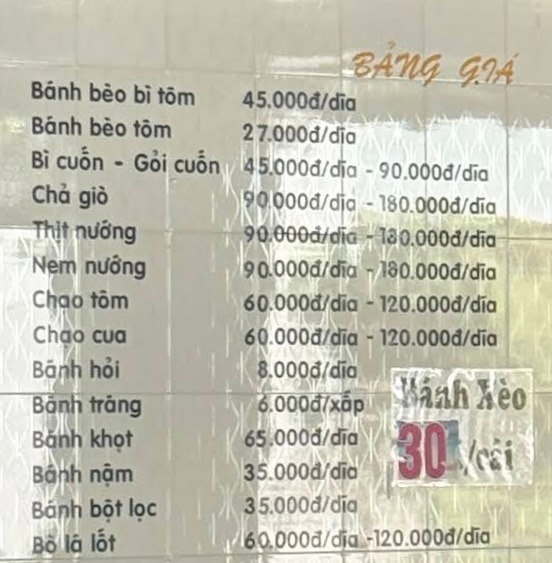 BẢNG GIÁ
Bánh bèo bì tôm 45.000đ/dĩa
Bánh bèo tôm 27.000đ/dĩa
Bì cuốn - Gỏi cuốn 45.000đ/dĩa - 90.000đ/dĩa
Chả giò 90.000đ/dĩa - 180.000đ/dĩa
Thịt nướng 90.000đ/dĩa - 180.000đ/dĩa
Nem nướng 90.000đ/dĩa - 180.000đ/dĩa
Chạo tôm 60.000đ/dĩa - 120.000đ/dĩa
Chạo cua 60.000đ/dĩa - 120.000đ/dĩa
Bánh hỏi 8.000đ/dĩa
Bánh tráng 6.000đ/xấp
Bánh khọt 65.000đ/dĩa
Bánh nậm 35.000đ/dĩa
Bánh bột lọc 35.000đ/dĩa
Bò lá lốt 60.000đ/dĩa -120.000đ/dĩa
Bánh Xèo
30 /cái